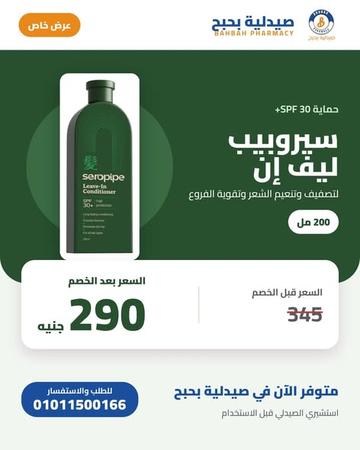 عرض خاص
صيدلية بحبح
BAHBAH PHARMACY
حماية SPF 30+
سيروبيب
ليف إن
لتصفيف وتنعيم الشعر وتقوية الفروع
200 مل
髪
seropipe
Leave-In
Conditioner
SPF
30+
السعر قبل الخصم
345
السعر بعد الخصم
290 جنيه
متوفر الآن في صيدلية بحبح
استشيري الصيدلي قبل الاستخدام
للطلب والاستفسار
01011500166